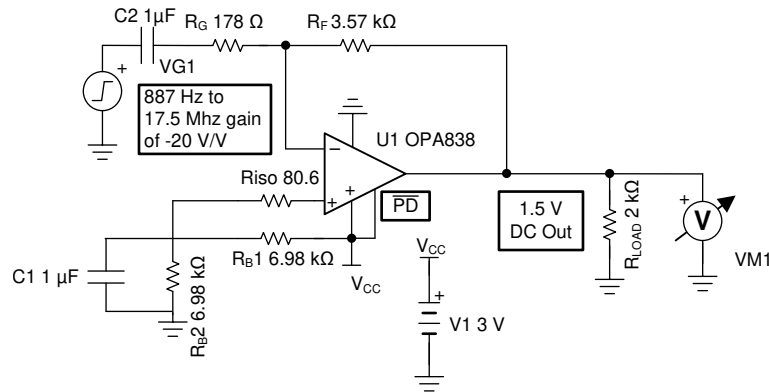 C2 1µF
R_G 178 Ω
R_F 3.57 kΩ
+
VG1
887 Hz to
17.5 Mhz gain
of -20 V/V
−
U1 OPA838
Riso 80.6
+
+
PD
1.5 V
DC Out
R_LOAD 2 kΩ
+
V
VM1
R_B1 6.98 kΩ
V_CC
C1 1 µF
R_B2 6.98 kΩ
V_CC
+
V1 3 V